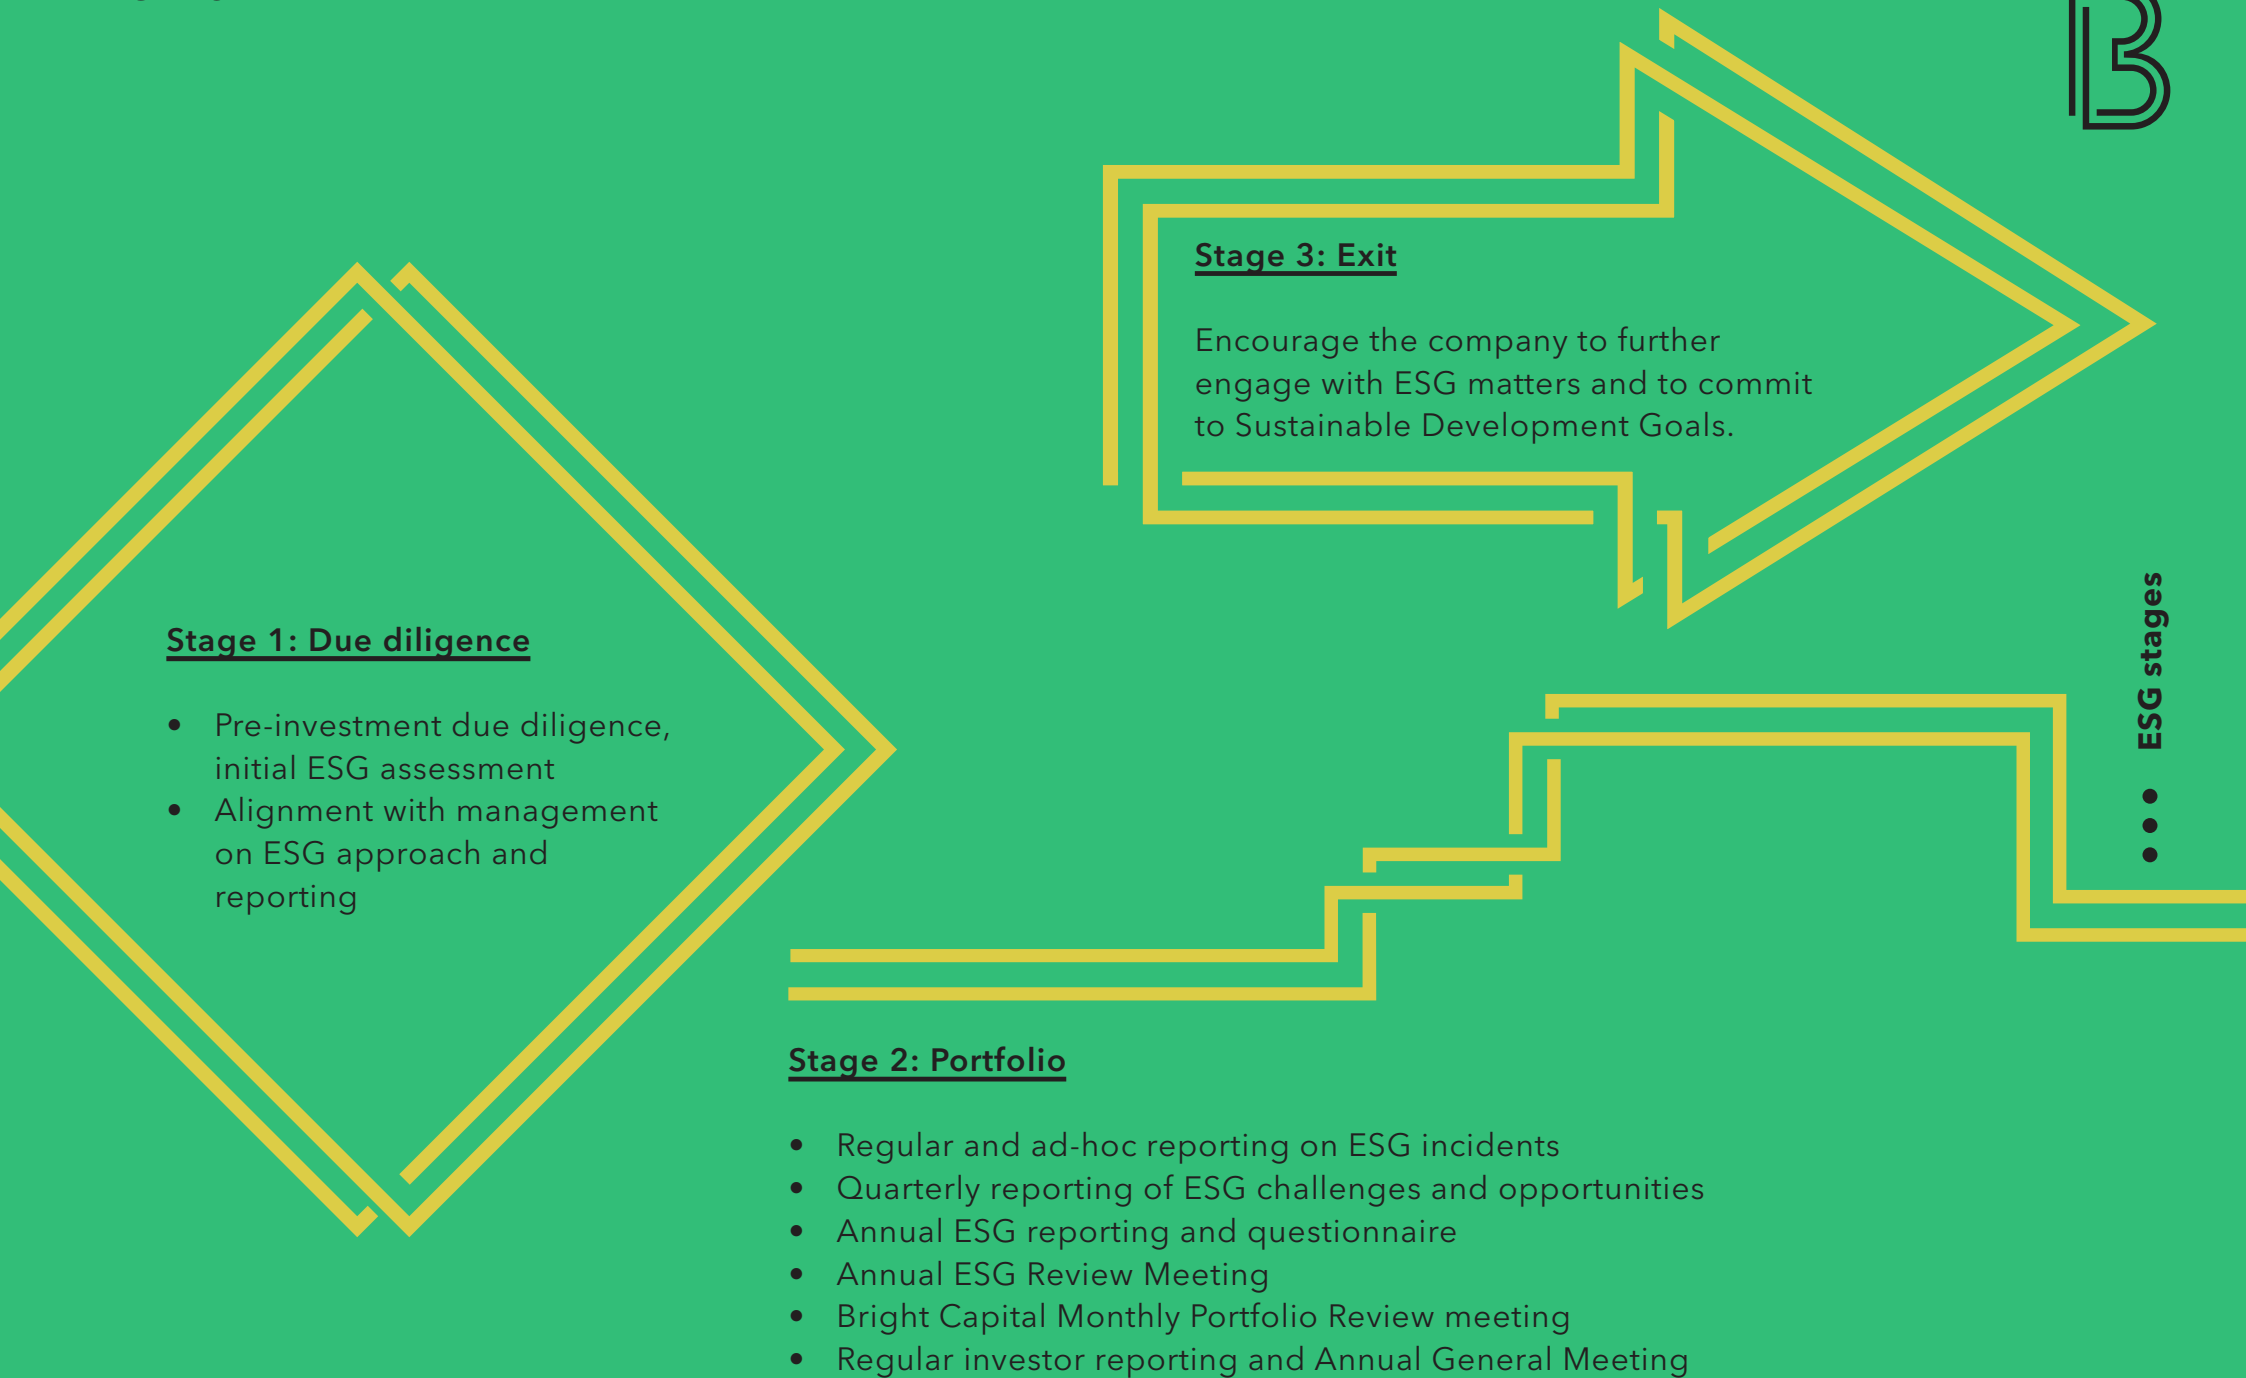 Stage 1: Due diligence
• Pre-investment due diligence,
initial ESG assessment
• Alignment with management
on ESG approach and
reporting
Stage 2: Portfolio
• Regular and ad-hoc reporting on ESG incidents
• Quarterly reporting of ESG challenges and opportunities
• Annual ESG reporting and questionnaire
• Annual ESG Review Meeting
• Bright Capital Monthly Portfolio Review meeting
• Regular investor reporting and Annual General Meeting
Stage 3: Exit
Encourage the company to further
engage with ESG matters and to commit
to Sustainable Development Goals.
B
••• ESG stages